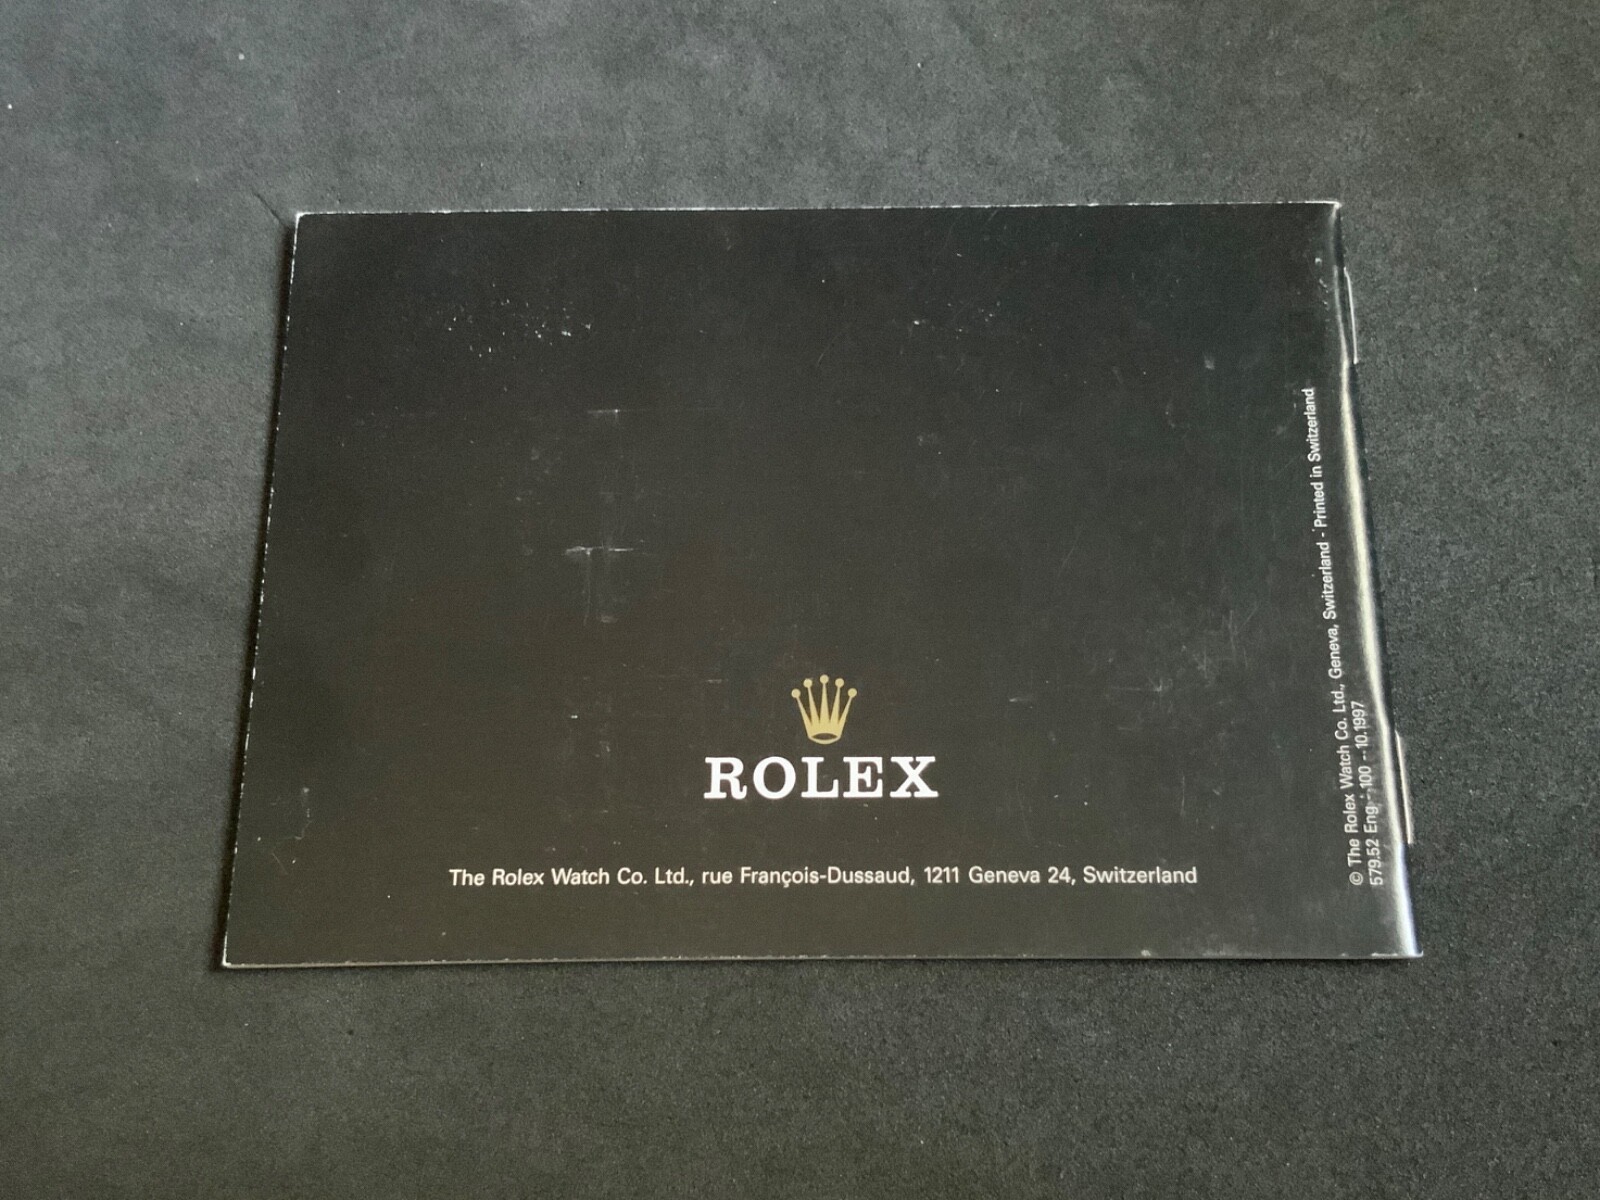 ROLEX
The Rolex Watch Co. Ltd., rue François-Dussaud, 1211 Geneva 24, Switzerland
© The Rolex Watch Co. Ltd., Geneva, Switzerland - Printed in Switzerland
579.52 Eng. - 100 - 10.1997